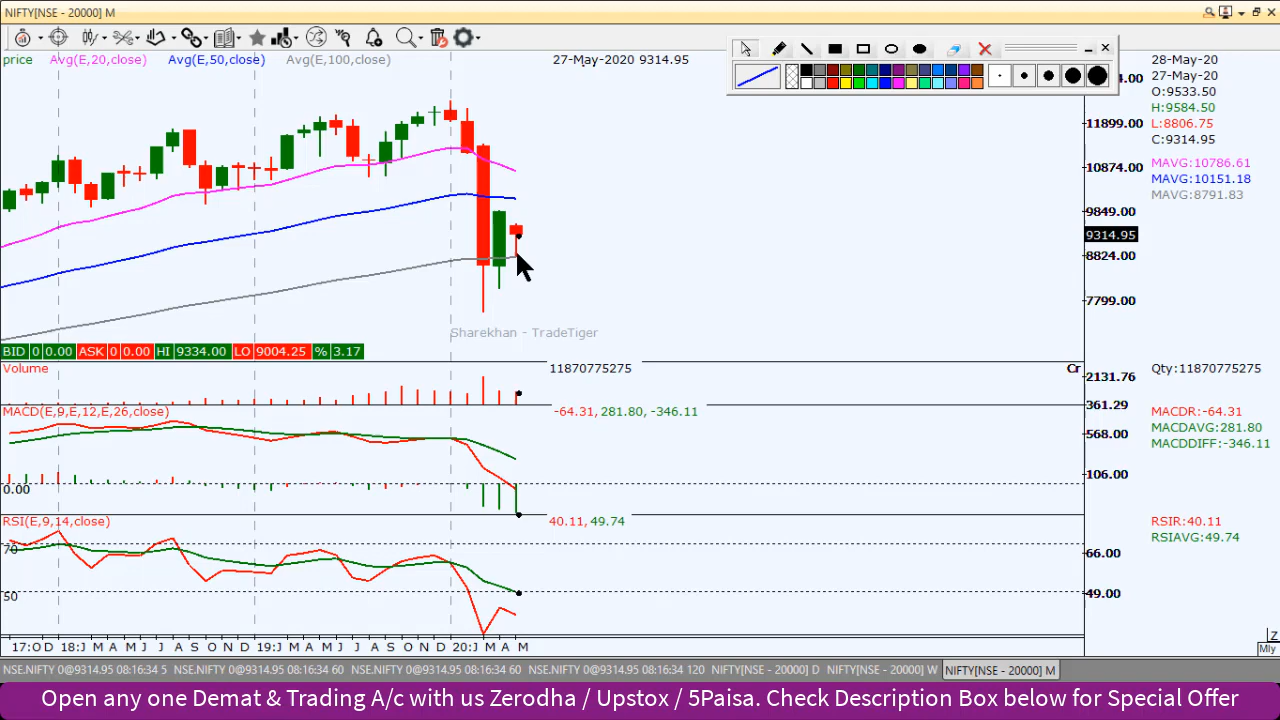 NIFTY[NSE - 20000] M
price Avg(E,20,close) Avg(E,50,close) Avg(E,100,close) 27-May-2020 9314.95
28-May-20
27-May-20
O:9533.50
H:9584.50
L:8806.75
C:9314.95
MAVG:10786.61
MAVG:10151.18
MAVG:8791.83
11899.00
10874.00
9849.00
9314.95
8824.00
7799.00
Sharekhan - TradeTiger
BID 0 0.00 ASK 0 0.00 HI 9334.00 LO 9004.25 % 3.17
Volume 11870775275 Cr Qty:11870775275
2131.76
361.29
MACD(E,9,E,12,E,26,close) -64.31, 281.80, -346.11 MACDR:-64.31
MACDAVG:281.80
MACDDIFF:-346.11
568.00
106.00
0.00
RSI(E,9,14,close) 40.11, 49.74 RSIR:40.11
RSIAVG:49.74
70
66.00
50
49.00
17:O D 18:J M A M J J A S O N D 19:J M A M J J A S O N D 20:J M A M
Z
Mly
NSE.NIFTY 0@9314.95 08:16:34 5 NSE.NIFTY 0@9314.95 08:16:34 60 NSE.NIFTY 0@9314.95 08:16:34 60 NSE.NIFTY 0@9314.95 08:16:34 120 NIFTY[NSE - 20000] D NIFTY[NSE - 20000] W NIFTY[NSE - 20000] M
Open any one Demat & Trading A/c with us Zerodha / Upstox / 5Paisa. Check Description Box below for Special Offer